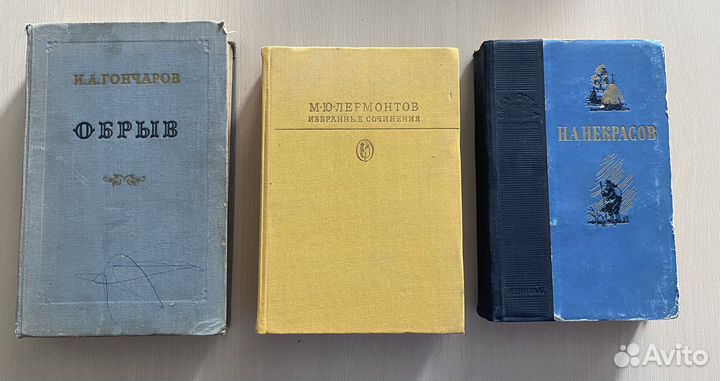 И.А.ГОНЧАРОВ
ОБРЫВ
М·Ю·ЛЕРМОНТОВ
ИЗБРАННЫЕ СОЧИНЕНИЯ
Н.А.НЕКРАСОВ
Avito